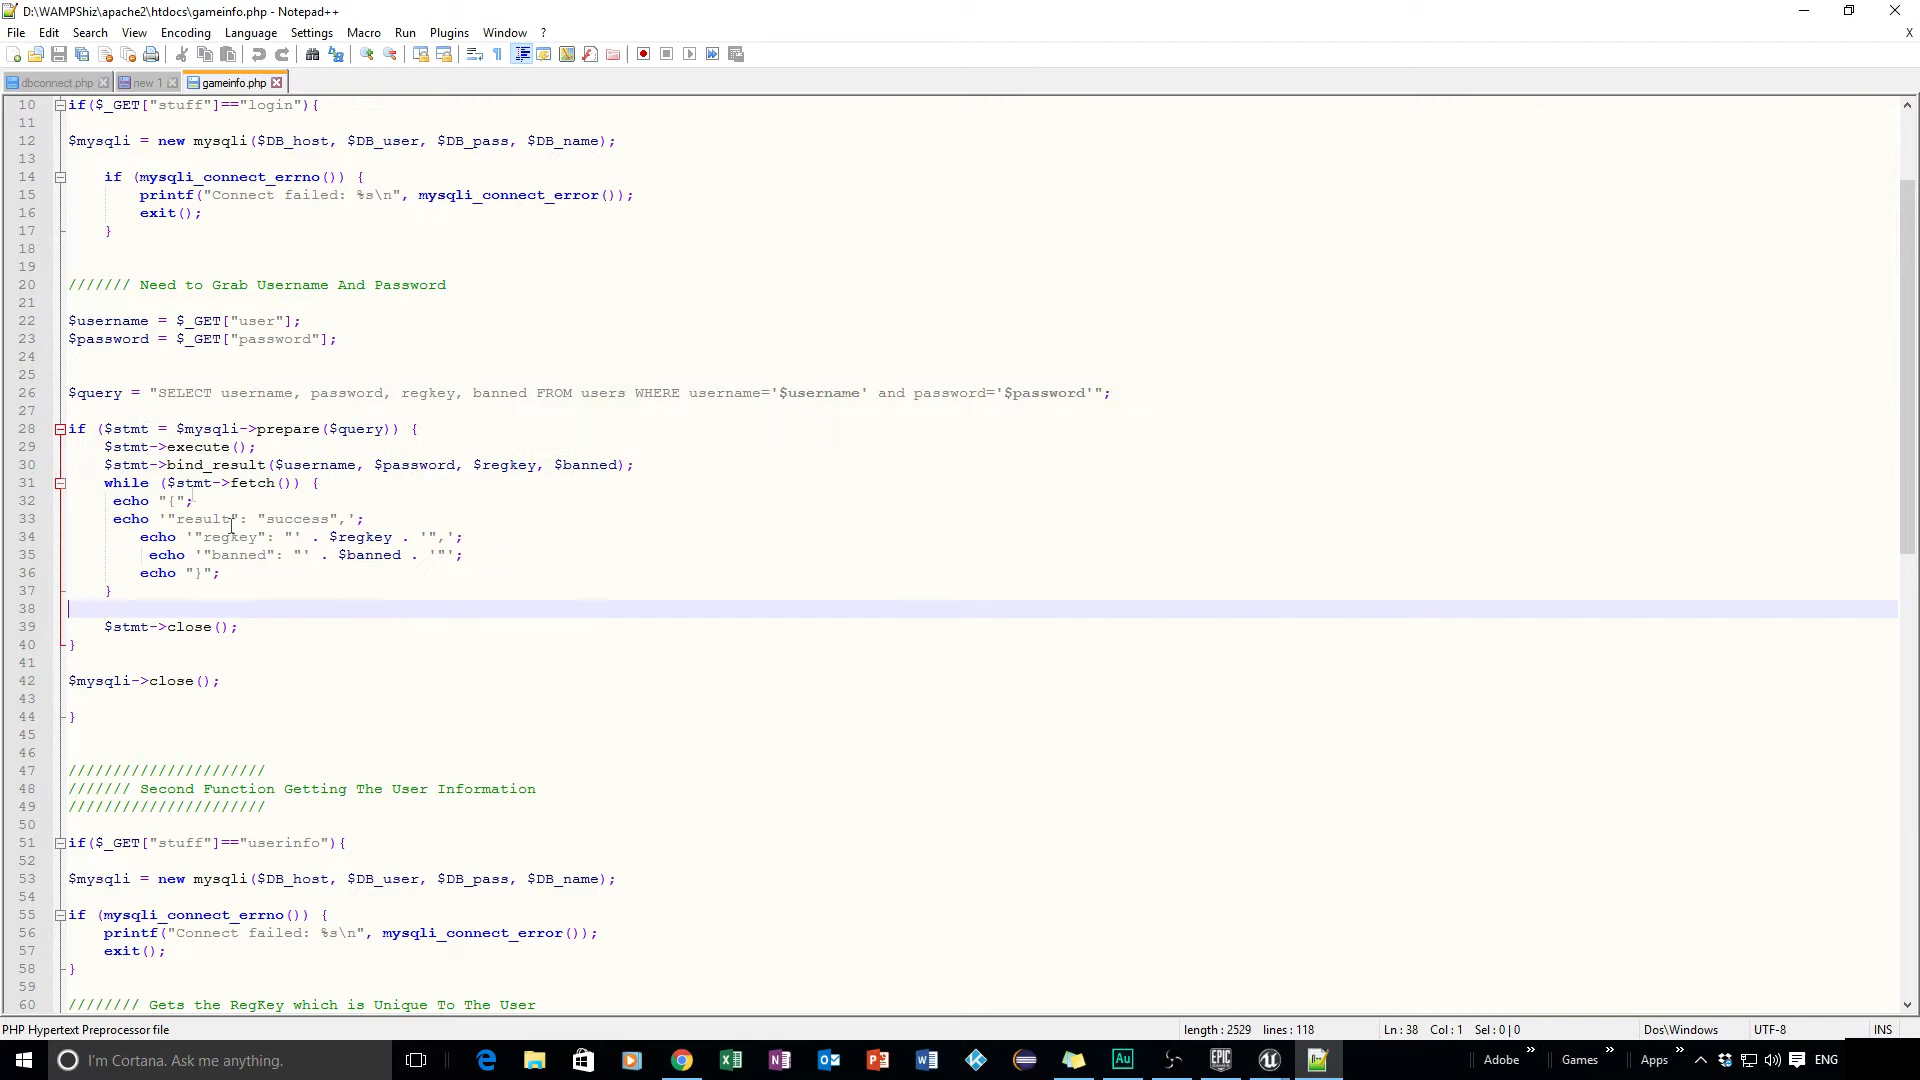 D:\WAMPShiz\apache2\htdocs\gameinfo.php - Notepad++
File Edit Search View Encoding Language Settings Macro Run Plugins Window ? X
dbconnect.php new 1 gameinfo.php
10 if($_GET["stuff"]=="login"){
11
12 $mysqli = new mysqli($DB_host, $DB_user, $DB_pass, $DB_name);
13
14 if (mysqli_connect_errno()) {
15 printf("Connect failed: %s\n", mysqli_connect_error());
16 exit();
17 }
18
19
20 /////// Need to Grab Username And Password
21
22 $username = $_GET["user"];
23 $password = $_GET["password"];
24
25
26 $query = "SELECT username, password, regkey, banned FROM users WHERE username='$username' and password='$password'";
27
28 if ($stmt = $mysqli->prepare($query)) {
29 $stmt->execute();
30 $stmt->bind_result($username, $password, $regkey, $banned);
31 while ($stmt->fetch()) {
32 echo "{";
33 echo '"result": "success",';
34 echo '"regkey": "' . $regkey . '",';
35 echo '"banned": "' . $banned . '"';
36 echo "}";
37 }
38
39 $stmt->close();
40 }
41
42 $mysqli->close();
43
44 }
45
46
47 //////////////////////
48 /////// Second Function Getting The User Information
49 //////////////////////
50
51 if($_GET["stuff"]=="userinfo"){
52
53 $mysqli = new mysqli($DB_host, $DB_user, $DB_pass, $DB_name);
54
55 if (mysqli_connect_errno()) {
56 printf("Connect failed: %s\n", mysqli_connect_error());
57 exit();
58 }
59
60 //////// Gets the RegKey which is Unique To The User
PHP Hypertext Preprocessor file length : 2529 lines : 118 Ln : 38 Col : 1 Sel : 0 | 0 Dos\Windows UTF-8 INS
I'm Cortana. Ask me anything. Au EPIC GAMES Adobe » Games » Apps » ENG